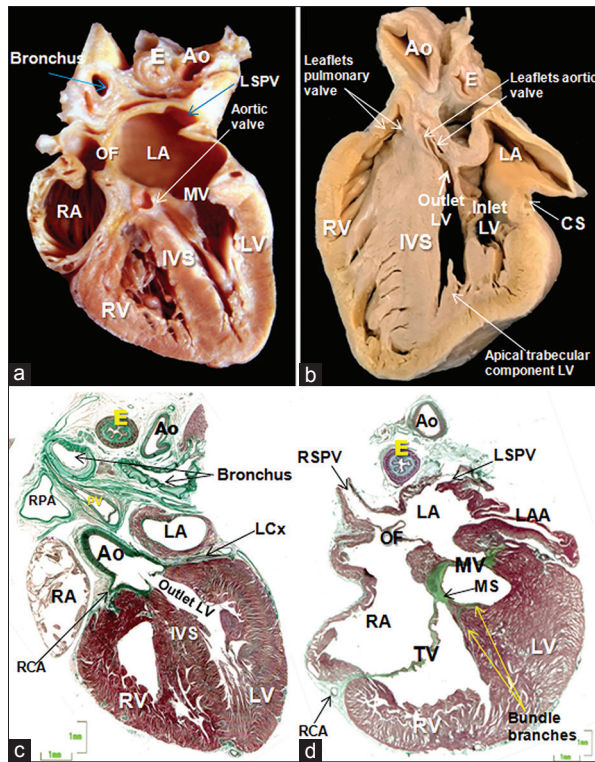 E
Ao
Bronchus
LSPV
Aortic
valve
OF
LA
MV
RA
LV
IVS
RV
a
Ao
E
Leaflets
pulmonary
valve
Leaflets aortic
valve
LA
Outlet
LV
Inlet
LV
CS
RV
IVS
Apical trabecular
component LV
b
E
Ao
Bronchus
RPA
PV
LA
LCx
Ao
RA
Outlet LV
IVS
RCA
RV
LV
1mm
1mm
c
Ao
E
RSPV
LSPV
LA
LAA
OF
MV
MS
RA
TV
LV
RCA
RV
Bundle
branches
1mm
1mm
d